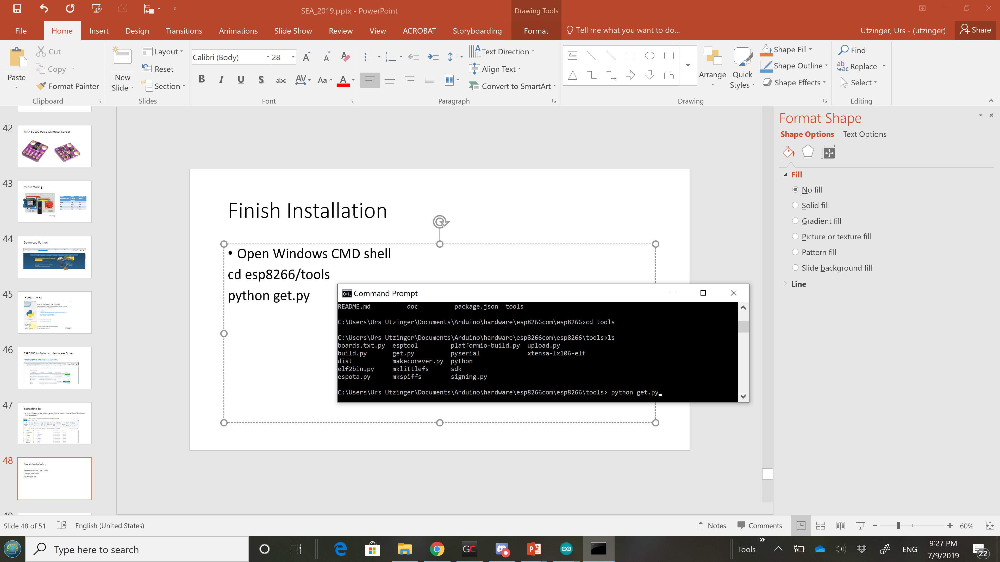 SEA_2019.pptx - PowerPoint
Drawing Tools
File
Home
Insert
Design
Transitions
Animations
Slide Show
Review
View
ACROBAT
Storyboarding
Format
Tell me what you want to do...
Utzinger, Urs - (utzinger)
Share
Paste
Cut
Copy
Format Painter
Clipboard
New Slide
Layout
Reset
Section
Slides
Calibri (Body)
28
B I U S abc AV Aa A
Font
Text Direction
Align Text
Convert to SmartArt
Paragraph
Arrange
Quick Styles
Shape Fill
Shape Outline
Shape Effects
Drawing
Find
Replace
Select
Editing
42
MAX 30100 Pulse Oximeter Sensor
43
Circuit Wiring
44
Download Python
45
Install Python
46
ESP8266 in Arduino: Hardware Driver
• https://github.com/esp8266/Arduino
47
Extracting to:
• C:\Users\your_user_name_goes_here\Documents\Arduino\hardware
\esp8266com
48
Finish Installation
• Open Windows CMD shell
cd esp8266/tools
python get.py
Finish Installation
• Open Windows CMD shell
cd esp8266/tools
python get.py
Command Prompt
README.md doc package.json tools
C:\Users\Urs Utzinger\Documents\Arduino\hardware\esp8266com\esp8266>cd tools
C:\Users\Urs Utzinger\Documents\Arduino\hardware\esp8266com\esp8266\tools>ls
boards.txt.py esptool platformio-build.py upload.py
build.py get.py pyserial xtensa-lx106-elf
dist makecorever.py python
elf2bin.py mklittlefs sdk
espota.py mkspiffs signing.py
C:\Users\Urs Utzinger\Documents\Arduino\hardware\esp8266com\esp8266\tools> python get.py
Format Shape
Shape Options Text Options
Fill
No fill
Solid fill
Gradient fill
Picture or texture fill
Pattern fill
Slide background fill
Line
Slide 48 of 51
English (United States)
Notes
Comments
60%
Type here to search
GC
Tools
ENG
9:27 PM
7/9/2019
22